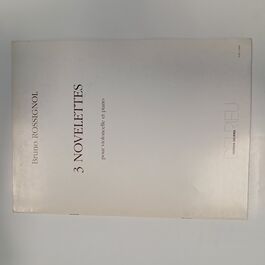 Bruno ROSSIGNOL
3 NOVELETTES
pour violoncelle et piano